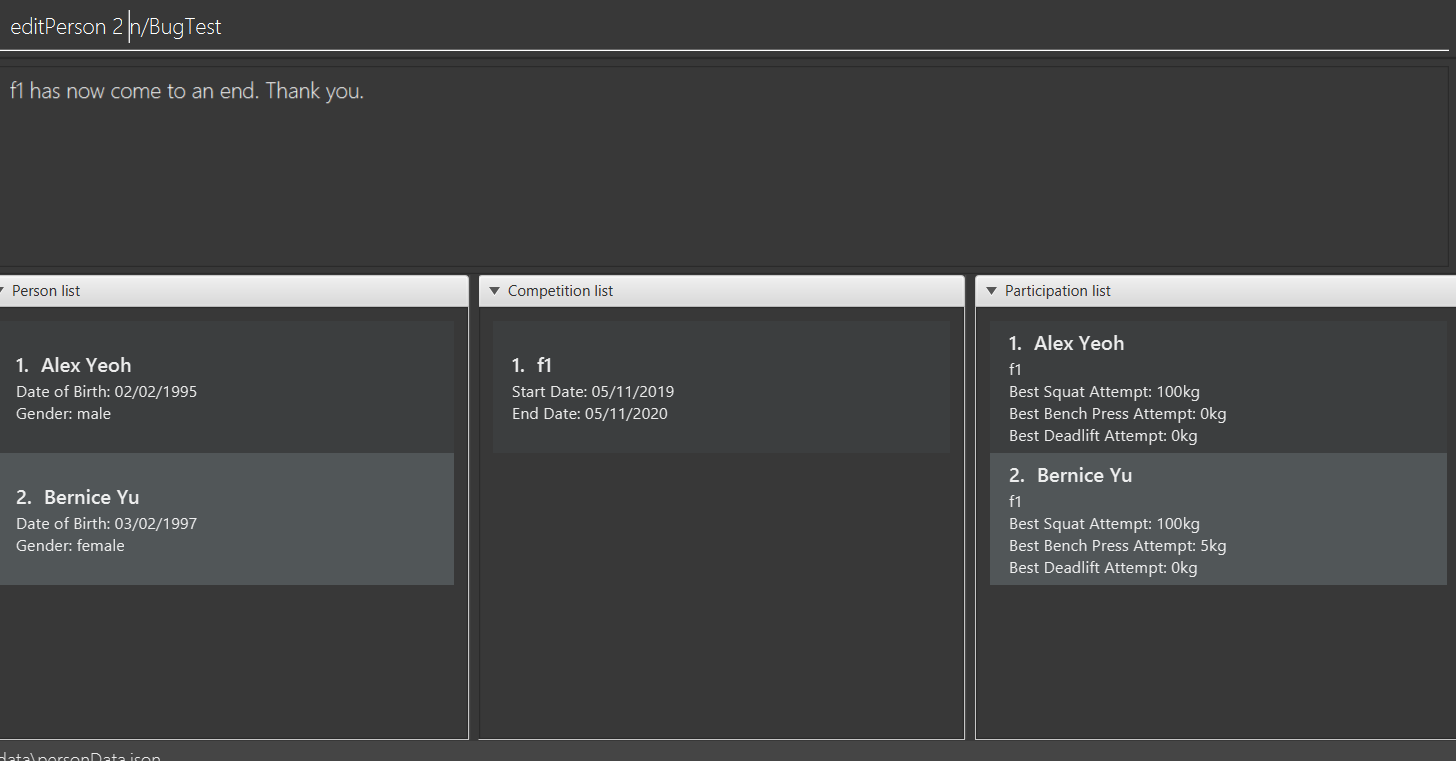 editPerson 2 n/BugTest
f1 has now come to an end. Thank you.
Person list
1. Alex Yeoh
Date of Birth: 02/02/1995
Gender: male
2. Bernice Yu
Date of Birth: 03/02/1997
Gender: female
Competition list
1. f1
Start Date: 05/11/2019
End Date: 05/11/2020
Participation list
1. Alex Yeoh
f1
Best Squat Attempt: 100kg
Best Bench Press Attempt: 0kg
Best Deadlift Attempt: 0kg
2. Bernice Yu
f1
Best Squat Attempt: 100kg
Best Bench Press Attempt: 5kg
Best Deadlift Attempt: 0kg
data\personData.json